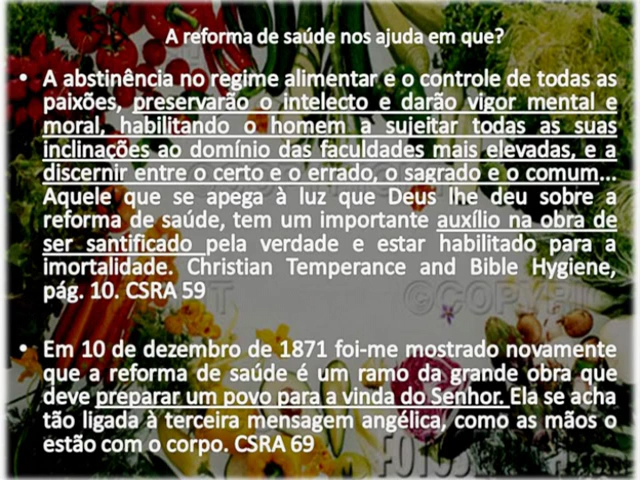 A reforma de saúde nos ajuda em que?
• A abstinência no regime alimentar e o controle de todas as
paixões, preservarão o intelecto e darão vigor mental e
moral, habilitando o homem a sujeitar todas as suas
inclinações ao domínio das faculdades mais elevadas, e a
discernir entre o certo e o errado, o sagrado e o comum...
Aquele que se apega à luz que Deus lhe deu sobre a
reforma de saúde, tem um importante auxílio na obra de
ser santificado pela verdade e estar habilitado para a
imortalidade. Christian Temperance and Bible Hygiene,
pág. 10. CSRA 59
©COPYRIGHT
• Em 10 de dezembro de 1871 foi-me mostrado novamente
que a reforma de saúde é um ramo da grande obra que
deve preparar um povo para a vinda do Senhor. Ela se acha
tão ligada à terceira mensagem angélica, como as mãos o
estão com o corpo. CSRA 69